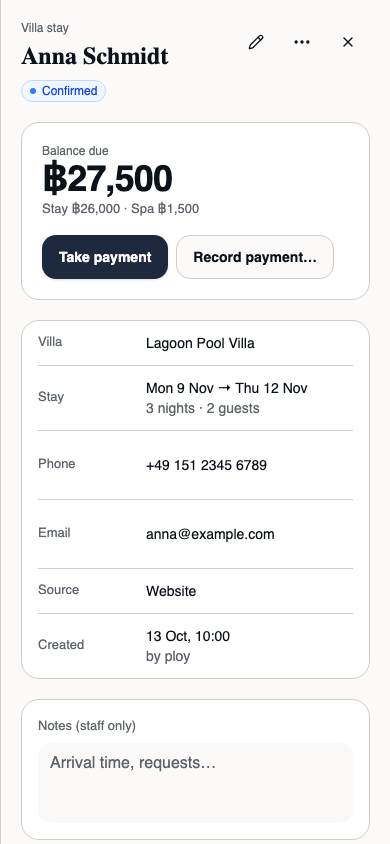 Villa stay
Anna Schmidt
Confirmed
Balance due
฿27,500
Stay ฿26,000 · Spa ฿1,500
Take payment
Record payment…
Villa
Lagoon Pool Villa
Stay
Mon 9 Nov → Thu 12 Nov
3 nights · 2 guests
Phone
+49 151 2345 6789
Email
anna@example.com
Source
Website
Created
13 Oct, 10:00
by ploy
Notes (staff only)
Arrival time, requests…